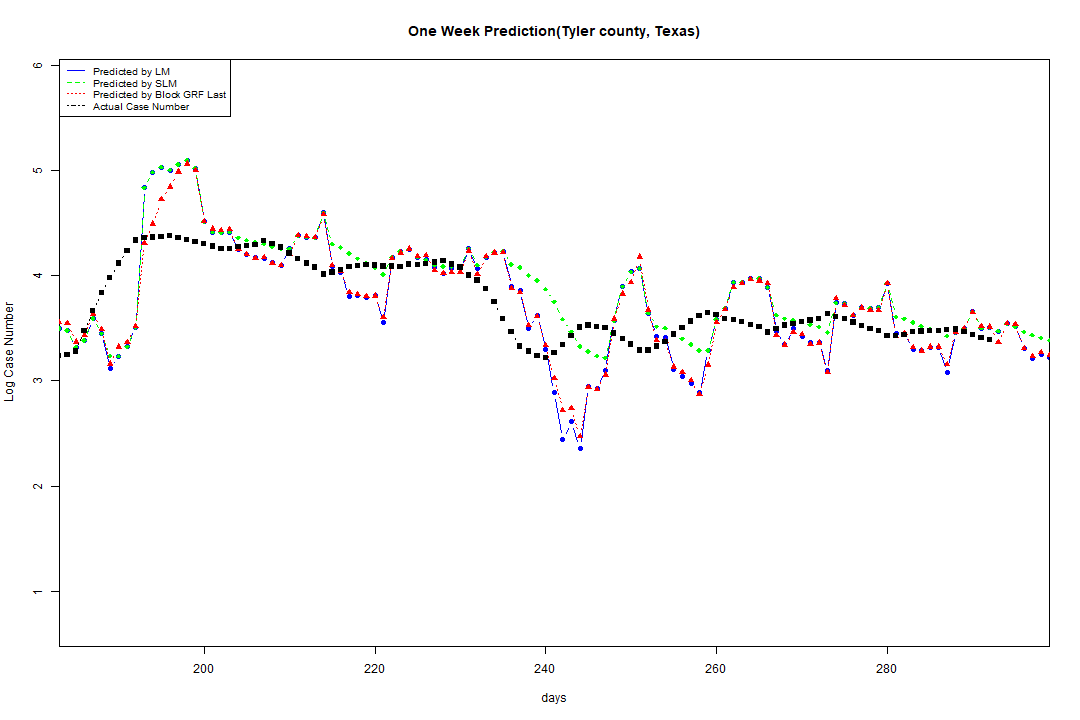 One Week Prediction(Tyler county, Texas)
Predicted by LM
Predicted by SLM
Predicted by Block GRF Last
Actual Case Number
Log Case Number
6
5
4
3
2
1
200
220
240
260
280
days